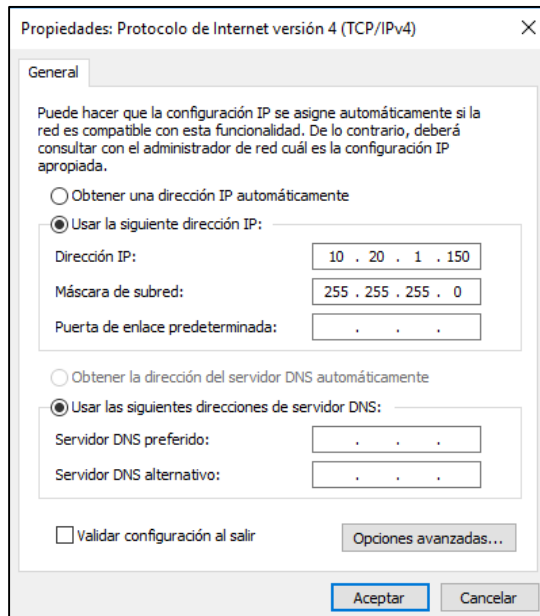 Propiedades: Protocolo de Internet versión 4 (TCP/IPv4)
General
Puede hacer que la configuración IP se asigne automáticamente si la
red es compatible con esta funcionalidad. De lo contrario, deberá
consultar con el administrador de red cuál es la configuración IP
apropiada.
Obtener una dirección IP automáticamente
Usar la siguiente dirección IP:
Dirección IP: 10 . 20 . 1 . 150
Máscara de subred: 255 . 255 . 255 . 0
Puerta de enlace predeterminada: . . .
Obtener la dirección del servidor DNS automáticamente
Usar las siguientes direcciones de servidor DNS:
Servidor DNS preferido: . . .
Servidor DNS alternativo: . . .
Validar configuración al salir Opciones avanzadas...
Aceptar Cancelar